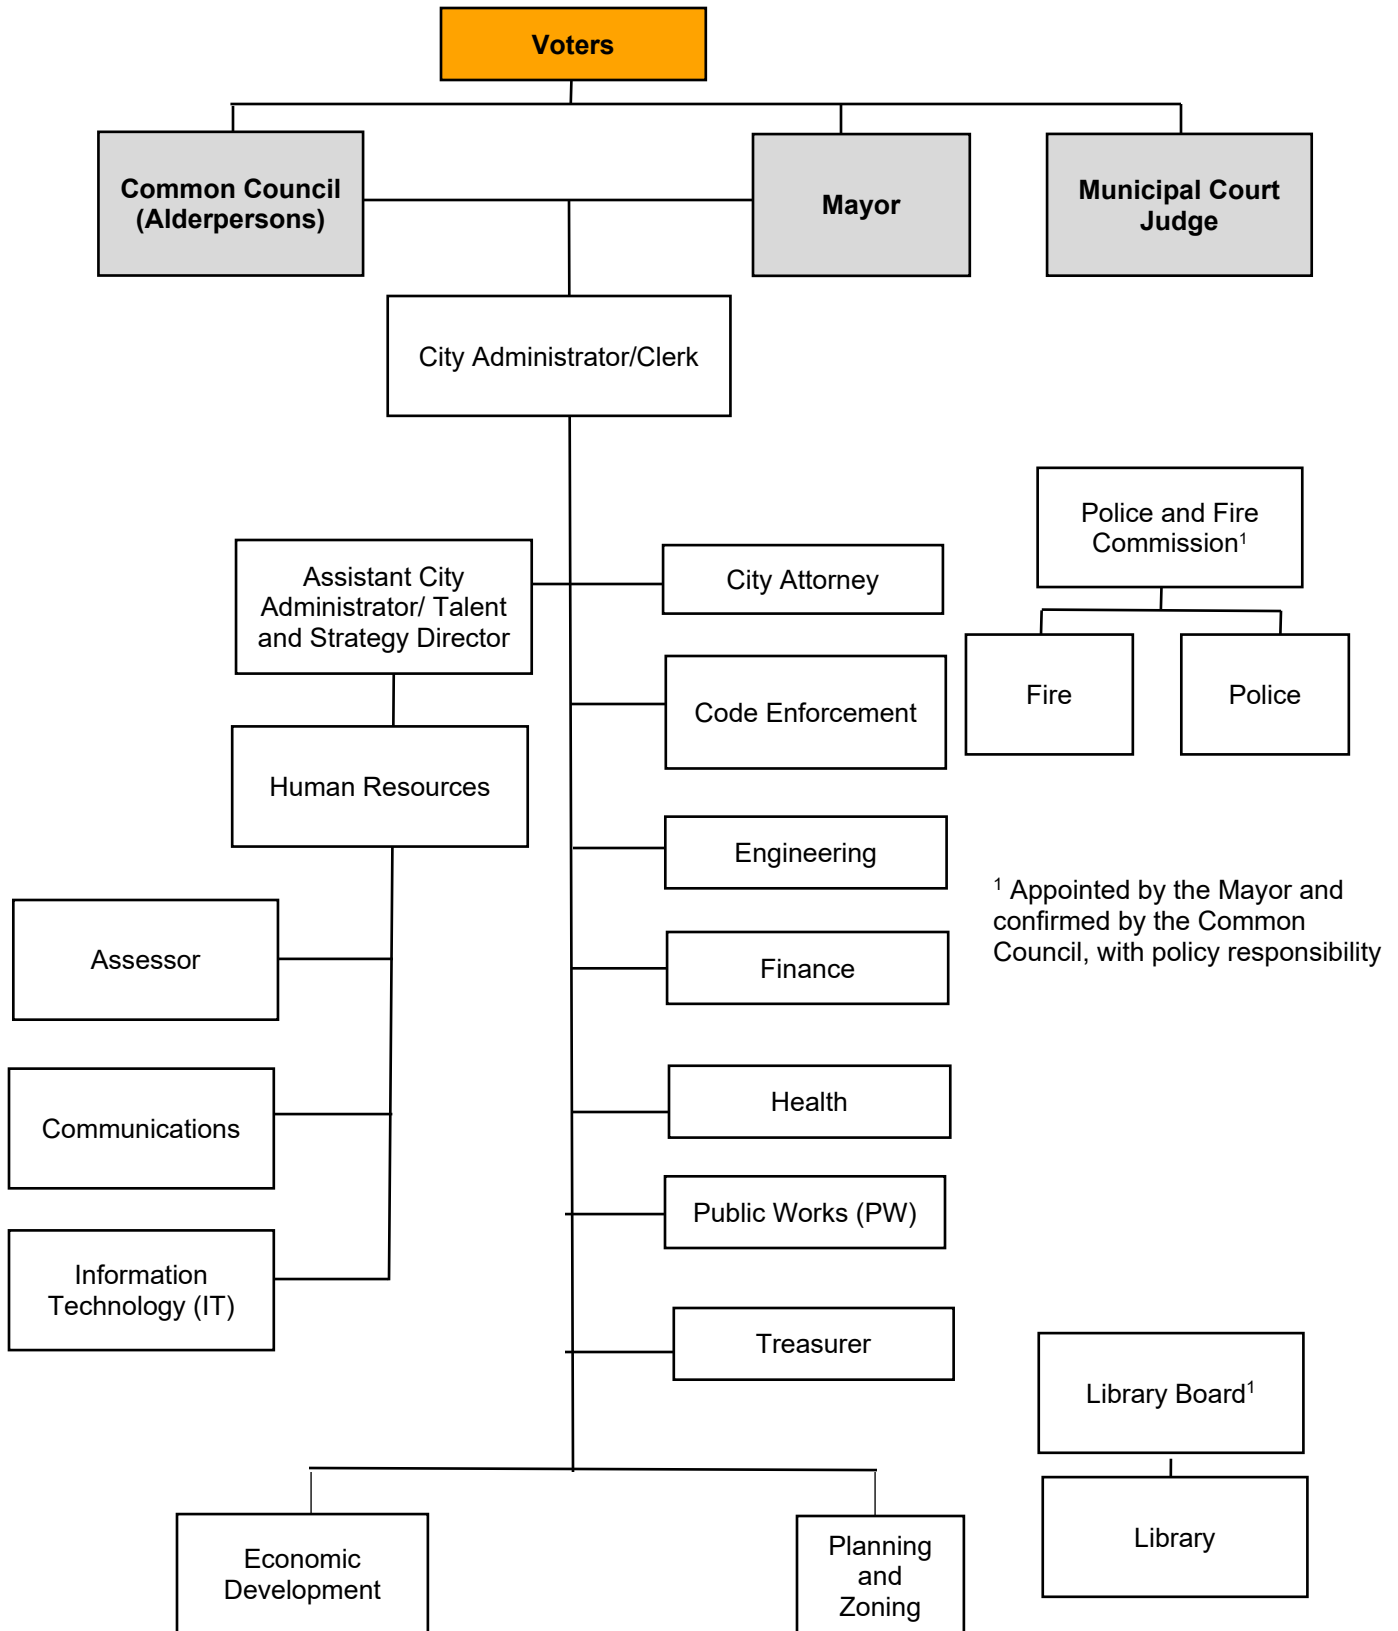 Voters
Common Council
(Alderpersons)
Mayor
Municipal Court
Judge
City Administrator/Clerk
Police and Fire
Commission¹
Assistant City
Administrator/ Talent
and Strategy Director
City Attorney
Fire
Police
Code Enforcement
Human Resources
Engineering
¹ Appointed by the Mayor and
confirmed by the Common
Council, with policy responsibility
Assessor
Finance
Health
Communications
Public Works (PW)
Information
Technology (IT)
Treasurer
Library Board¹
Library
Economic
Development
Planning
and
Zoning